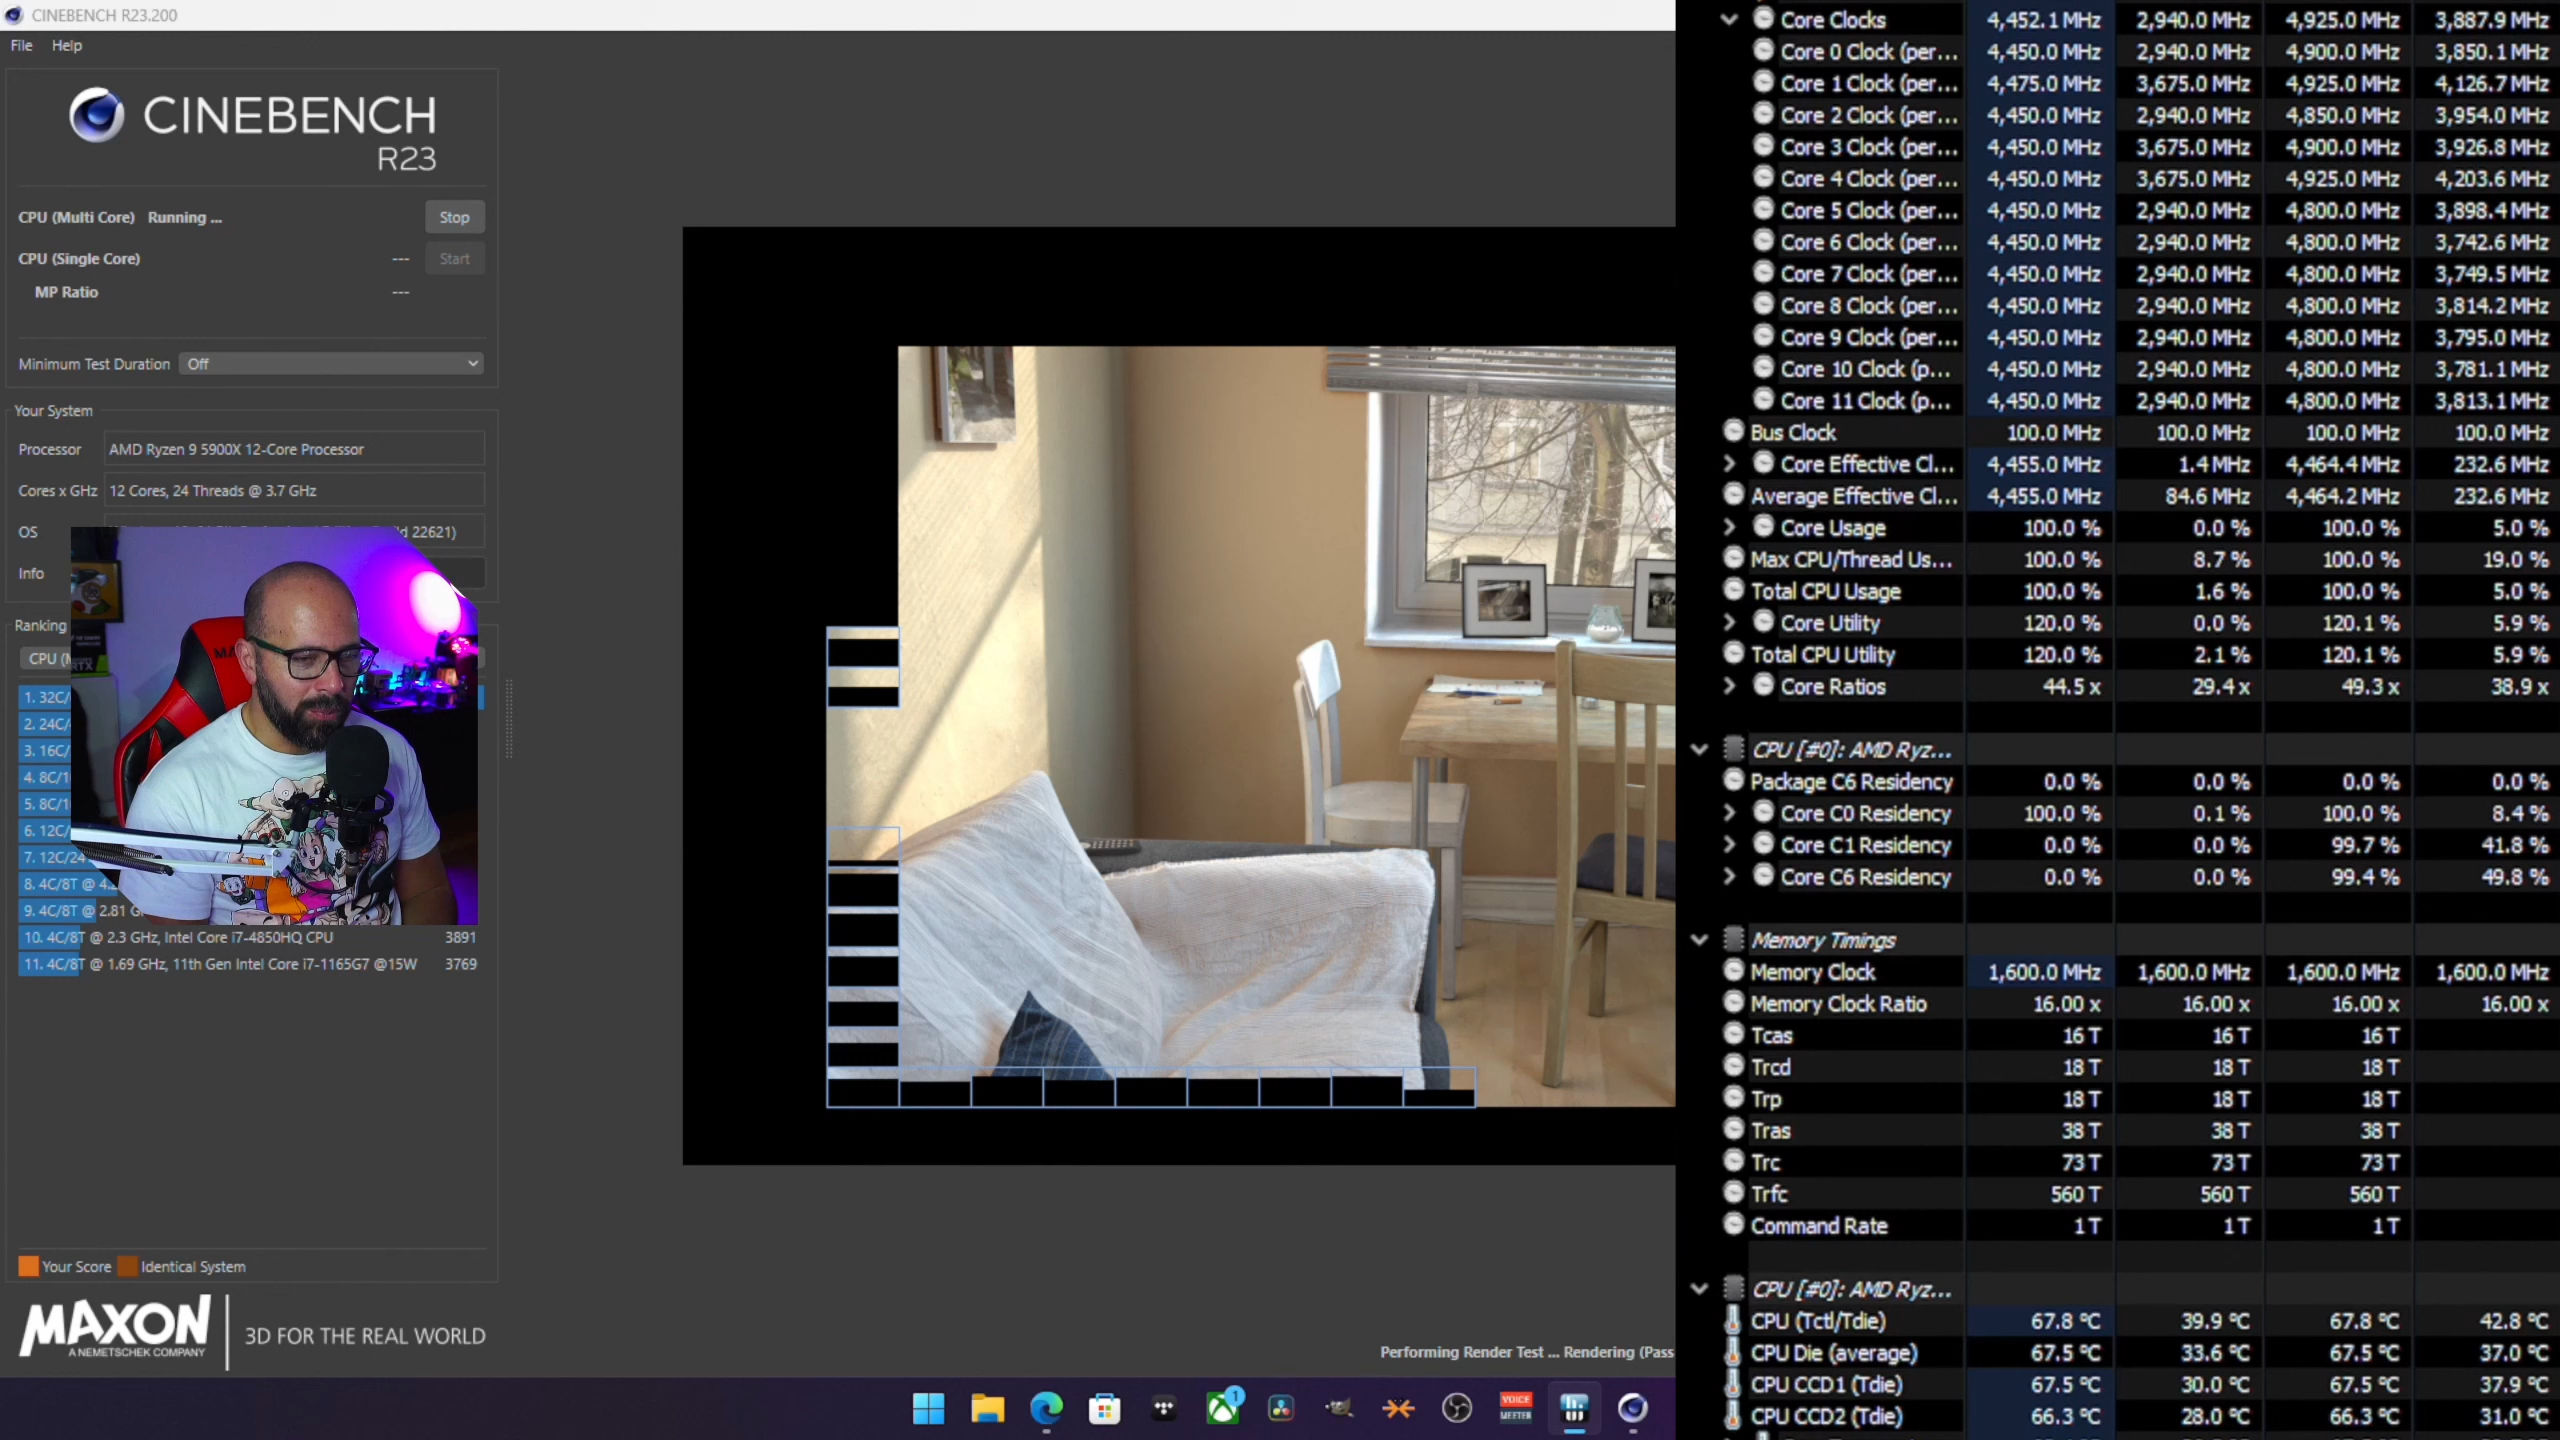 CINEBENCH R23.200
File Help
CINEBENCH
R23
CPU (Multi Core) Running ... Stop
CPU (Single Core) --- Start
MP Ratio ---
Minimum Test Duration Off
Your System
Processor AMD Ryzen 9 5900X 12-Core Processor
Cores x GHz 12 Cores, 24 Threads @ 3.7 GHz
OS 22621)
Info
Ranking
CPU
1. 32C/
2. 24C/
3. 16C/
4. 8C/1
5. 8C/1
6. 12C/
7. 12C/24
8. 4C/8T @ 4.2
9. 4C/8T @ 2.81 G
10. 4C/8T @ 2.3 GHz, Intel Core i7-4850HQ CPU 3891
11. 4C/8T @ 1.69 GHz, 11th Gen Intel Core i7-1165G7 @15W 3769
Your Score Identical System
MAXON
A NEMETSCHEK COMPANY
3D FOR THE REAL WORLD
Performing Render Test ... Rendering (Pass
1
VOICE
MEETER
Core Clocks 4,452.1 MHz 2,940.0 MHz 4,925.0 MHz 3,887.9 MHz
Core 0 Clock (per... 4,450.0 MHz 2,940.0 MHz 4,900.0 MHz 3,850.1 MHz
Core 1 Clock (per... 4,475.0 MHz 3,675.0 MHz 4,925.0 MHz 4,126.7 MHz
Core 2 Clock (per... 4,450.0 MHz 2,940.0 MHz 4,850.0 MHz 3,954.0 MHz
Core 3 Clock (per... 4,450.0 MHz 3,675.0 MHz 4,900.0 MHz 3,926.8 MHz
Core 4 Clock (per... 4,450.0 MHz 3,675.0 MHz 4,925.0 MHz 4,203.6 MHz
Core 5 Clock (per... 4,450.0 MHz 2,940.0 MHz 4,800.0 MHz 3,898.4 MHz
Core 6 Clock (per... 4,450.0 MHz 2,940.0 MHz 4,800.0 MHz 3,742.6 MHz
Core 7 Clock (per... 4,450.0 MHz 2,940.0 MHz 4,800.0 MHz 3,749.5 MHz
Core 8 Clock (per... 4,450.0 MHz 2,940.0 MHz 4,800.0 MHz 3,814.2 MHz
Core 9 Clock (per... 4,450.0 MHz 2,940.0 MHz 4,800.0 MHz 3,795.0 MHz
Core 10 Clock (p... 4,450.0 MHz 2,940.0 MHz 4,800.0 MHz 3,781.1 MHz
Core 11 Clock (p... 4,450.0 MHz 2,940.0 MHz 4,800.0 MHz 3,813.1 MHz
Bus Clock 100.0 MHz 100.0 MHz 100.0 MHz 100.0 MHz
Core Effective Cl... 4,455.0 MHz 1.4 MHz 4,464.4 MHz 232.6 MHz
Average Effective Cl... 4,455.0 MHz 84.6 MHz 4,464.2 MHz 232.6 MHz
Core Usage 100.0 % 0.0 % 100.0 % 5.0 %
Max CPU/Thread Us... 100.0 % 8.7 % 100.0 % 19.0 %
Total CPU Usage 100.0 % 1.6 % 100.0 % 5.0 %
Core Utility 120.0 % 0.0 % 120.1 % 5.9 %
Total CPU Utility 120.0 % 2.1 % 120.1 % 5.9 %
Core Ratios 44.5 x 29.4 x 49.3 x 38.9 x
CPU [#0]: AMD Ryz...
Package C6 Residency 0.0 % 0.0 % 0.0 % 0.0 %
Core C0 Residency 100.0 % 0.1 % 100.0 % 8.4 %
Core C1 Residency 0.0 % 0.0 % 99.7 % 41.8 %
Core C6 Residency 0.0 % 0.0 % 99.4 % 49.8 %
Memory Timings
Memory Clock 1,600.0 MHz 1,600.0 MHz 1,600.0 MHz 1,600.0 MHz
Memory Clock Ratio 16.00 x 16.00 x 16.00 x 16.00 x
Tcas 16 T 16 T 16 T
Trcd 18 T 18 T 18 T
Trp 18 T 18 T 18 T
Tras 38 T 38 T 38 T
Trc 73 T 73 T 73 T
Trfc 560 T 560 T 560 T
Command Rate 1 T 1 T 1 T
CPU [#0]: AMD Ryz...
CPU (Tctl/Tdie) 67.8 °C 39.9 °C 67.8 °C 42.8 °C
CPU Die (average) 67.5 °C 33.6 °C 67.5 °C 37.0 °C
CPU CCD1 (Tdie) 67.5 °C 30.0 °C 67.5 °C 37.9 °C
CPU CCD2 (Tdie) 66.3 °C 28.0 °C 66.3 °C 31.0 °C